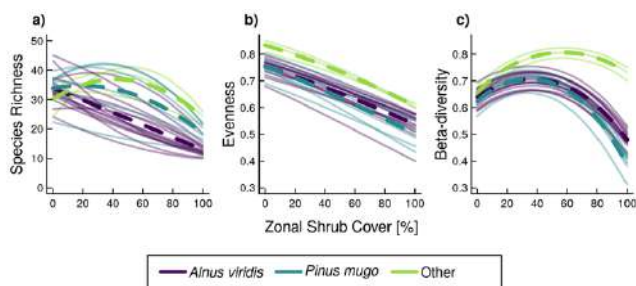 a)
b)
c)
Species Richness
50
40
30
20
10
0
0 20 40 60 80 100
Evenness
0.8
0.7
0.6
0.5
0.4
0.3
0 20 40 60 80 100
Beta-diversity
0.8
0.7
0.6
0.5
0.4
0.3
0 20 40 60 80 100
Zonal Shrub Cover [%]
Alnus viridis
Pinus mugo
Other